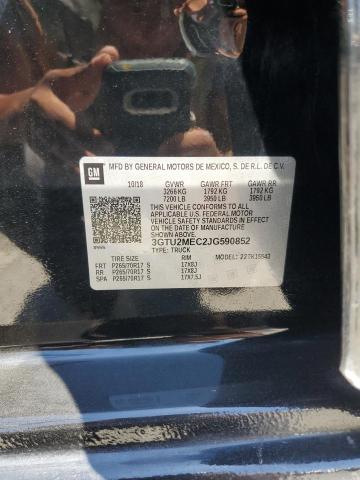 GM
MFD BY GENERAL MOTORS DE MEXICO, S. DE R.L. DE C.V.
10/18 GVWR GAWR FRT GAWR RR
3266 KG 1792 KG 1792 KG
7200 LB 3950 LB 3950 LB
THIS VEHICLE CONFORMS TO ALL APPLICABLE
U.S. FEDERAL MOTOR VEHICLE SAFETY AND
THEFT PREVENTION STANDARDS IN EFFECT ON
THE DATE OF MANUFACTURE
SHOWN ABOVE.
3GTU2MEC2JG590852
TYPE: TRUCK
TIRE SIZE RIM
FRT P265/70R17 S 17X8J
RR P265/70R17 S 17X8J
SPA P265/70R17 S 17X7.5J